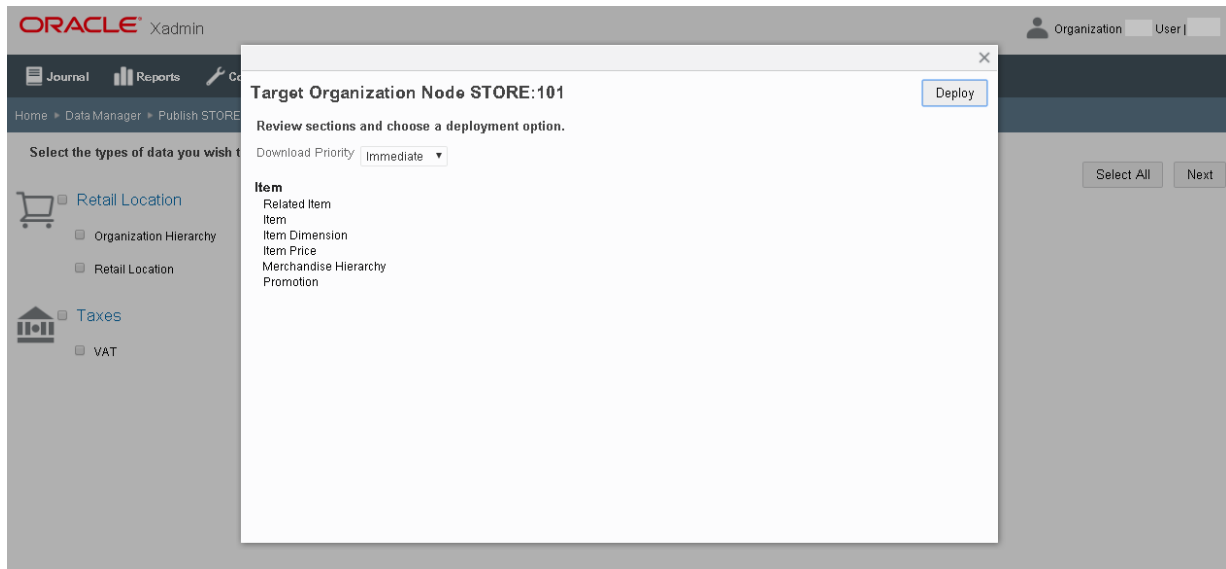 ORACLE® Xadmin
Organization User |
Journal Reports Co
Home Data Manager Publish STORE
Select the types of data you wish t
Select All Next
Retail Location
Organization Hierarchy
Retail Location
Taxes
VAT
×
Target Organization Node STORE:101
Deploy
Review sections and choose a deployment option.
Download Priority Immediate
Item
Related Item
Item
Item Dimension
Item Price
Merchandise Hierarchy
Promotion